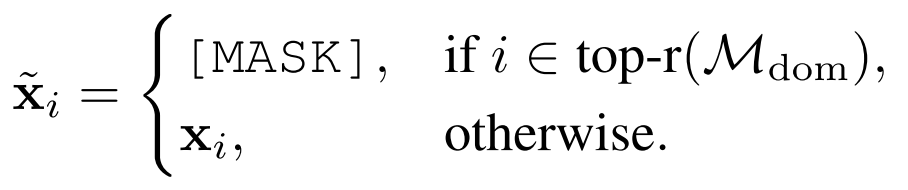 x̃ᵢ = { [MASK], if i ∈ top-r(ℳ_dom),
xᵢ, otherwise.